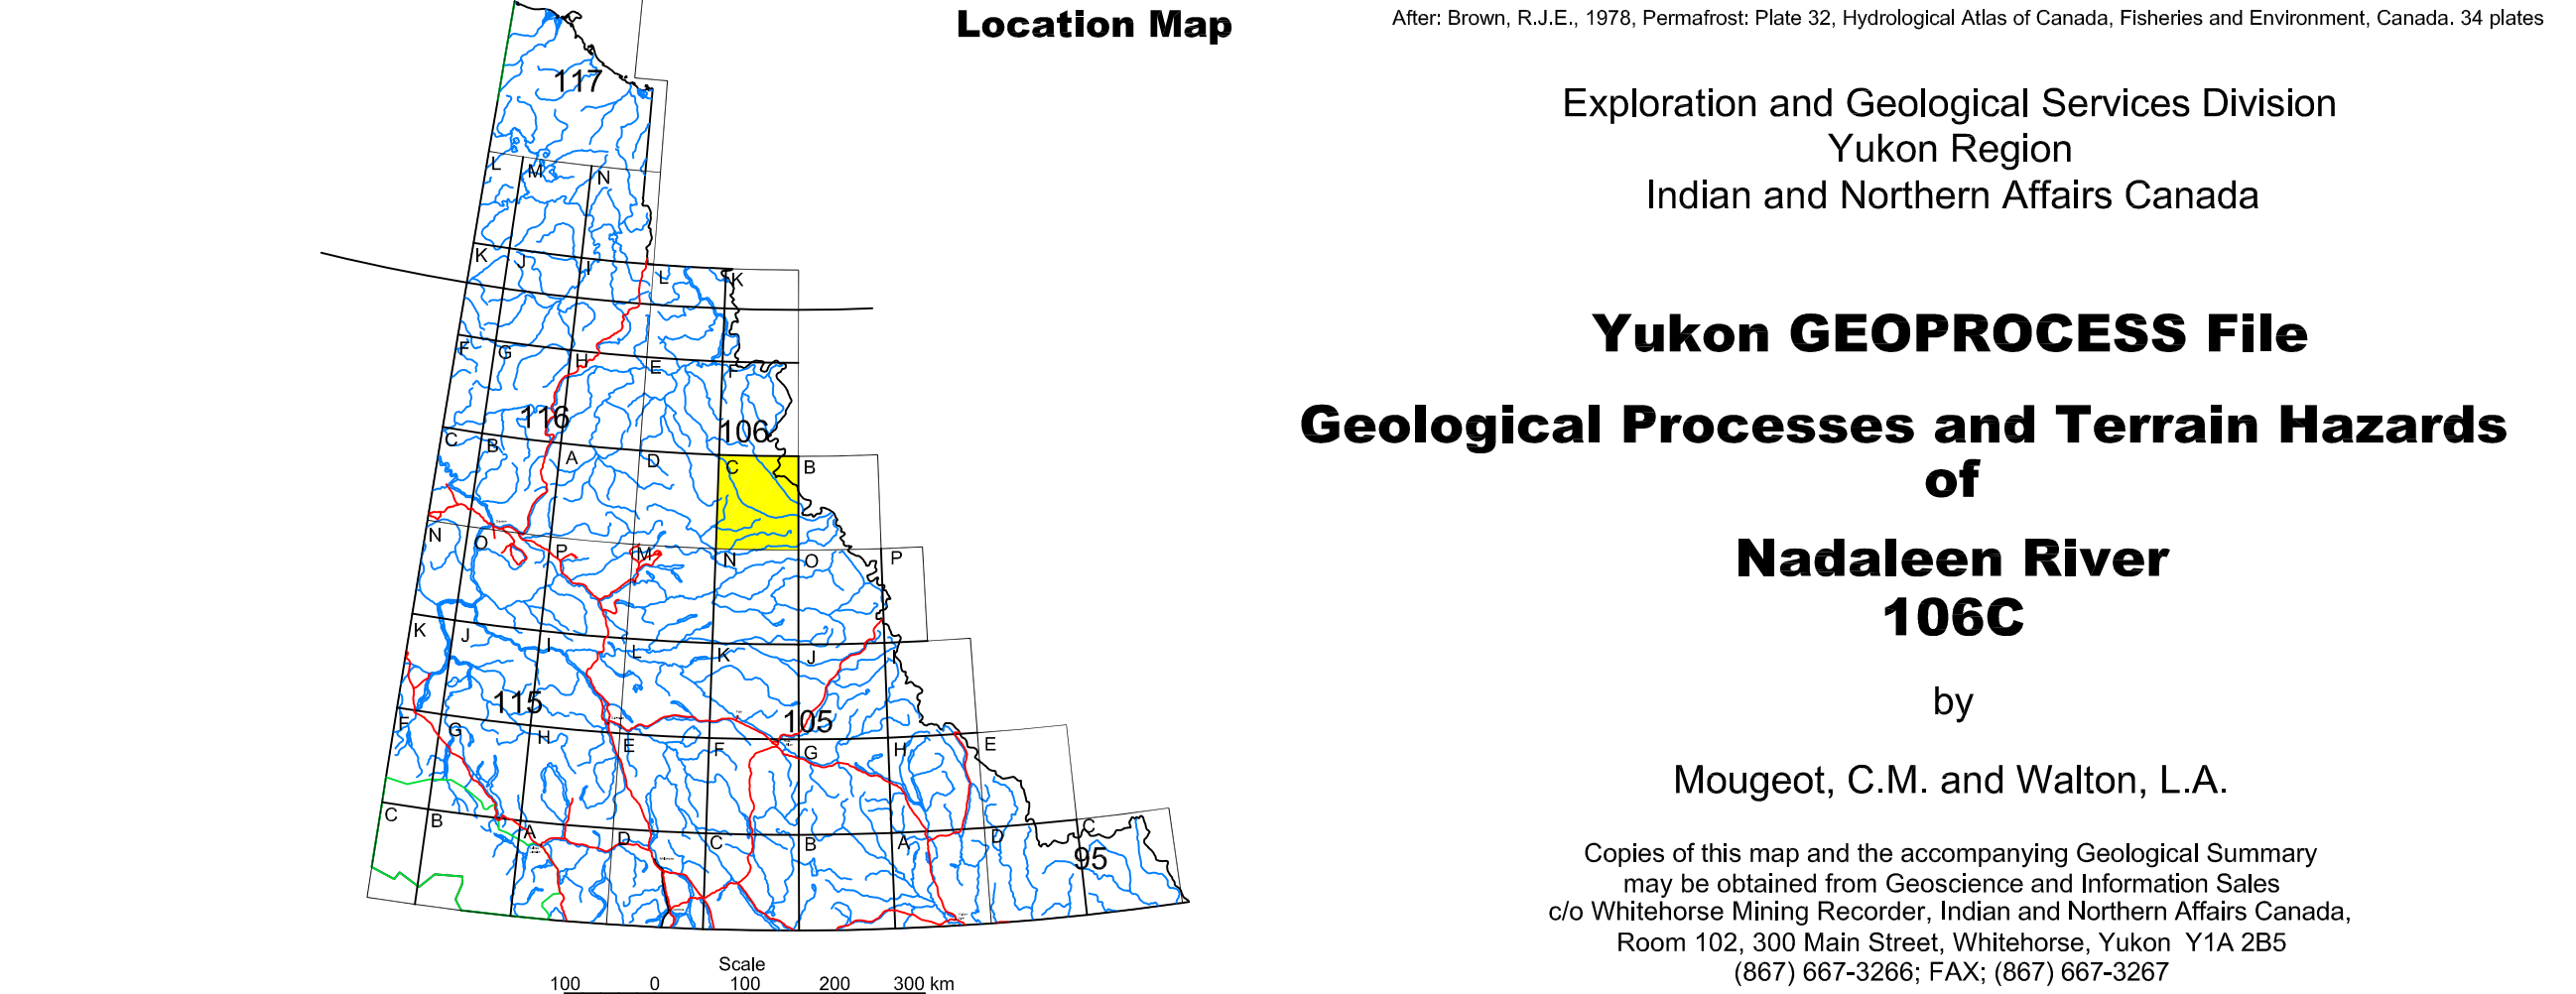 Location Map
After: Brown, R.J.E., 1978, Permafrost: Plate 32, Hydrological Atlas of Canada, Fisheries and Environment, Canada. 34 plates
Exploration and Geological Services Division
Yukon Region
Indian and Northern Affairs Canada
Yukon GEOPROCESS File
Geological Processes and Terrain Hazards
of
Nadaleen River
106C
by
Mougeot, C.M. and Walton, L.A.
Copies of this map and the accompanying Geological Summary
may be obtained from Geoscience and Information Sales
c/o Whitehorse Mining Recorder, Indian and Northern Affairs Canada,
Room 102, 300 Main Street, Whitehorse, Yukon  Y1A 2B5
(867) 667-3266; FAX; (867) 667-3267
117
L M N
K J I L K
F G H E F
116 106
C B A D C B
N O P M N O P
K J I L K J I
115 105
F G H E F G H E
C B A D C B A D C
95
Scale
100 0 100 200 300 km